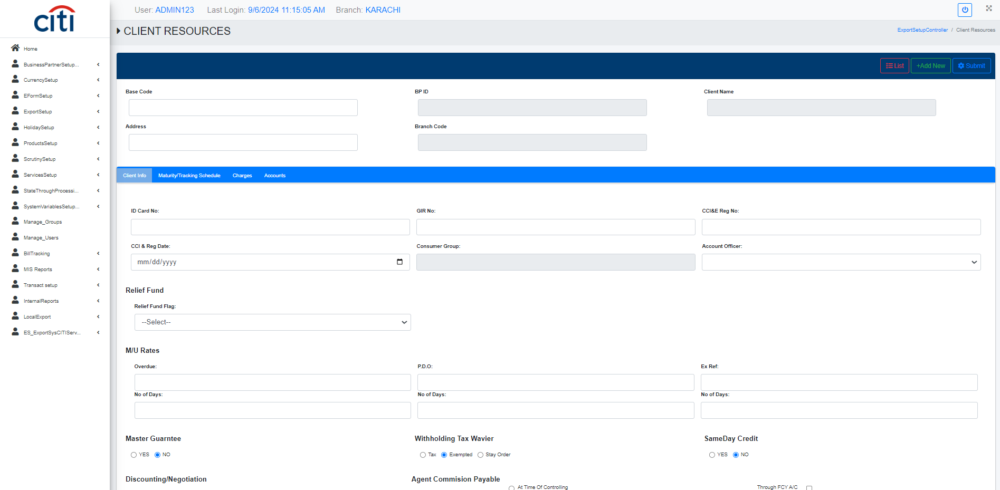 citi
User: ADMIN123 Last Login: 9/6/2024 11:15:05 AM Branch: KARACHI
CLIENT RESOURCES
ExportSetupController / Client Resources
Home
BusinessPartnerSetup...
CurrencySetup
EFormSetup
ExportSetup
HolidaySetup
ProductsSetup
ScrutinySetup
ServicesSetup
StateThroughProcessi...
SystemVariablesSetup...
Manage_Groups
Manage_Users
BillTracking
MIS Reports
Transact setup
InternalReports
LocalExport
ES_ExportSysCITIServ...
List +Add New Submit
Base Code BP ID Client Name
Address Branch Code
Client Info Maturity/Tracking Schedule Charges Accounts
ID Card No: GIR No: CCI&E Reg No:
CCI & Reg Date: Consumer Group: Account Officer:
mm/dd/yyyy
Relief Fund
Relief Fund Flag:
--Select--
M/U Rates
Overdue: P.D.O: Ex Ref:
No of Days: No of Days: No of Days:
Master Guarntee Withholding Tax Wavier SameDay Credit
YES NO Tax Exempted Stay Order YES NO
Discounting/Negotiation Agent Commision Payable
At Time Of Controlling Through FCY A/C